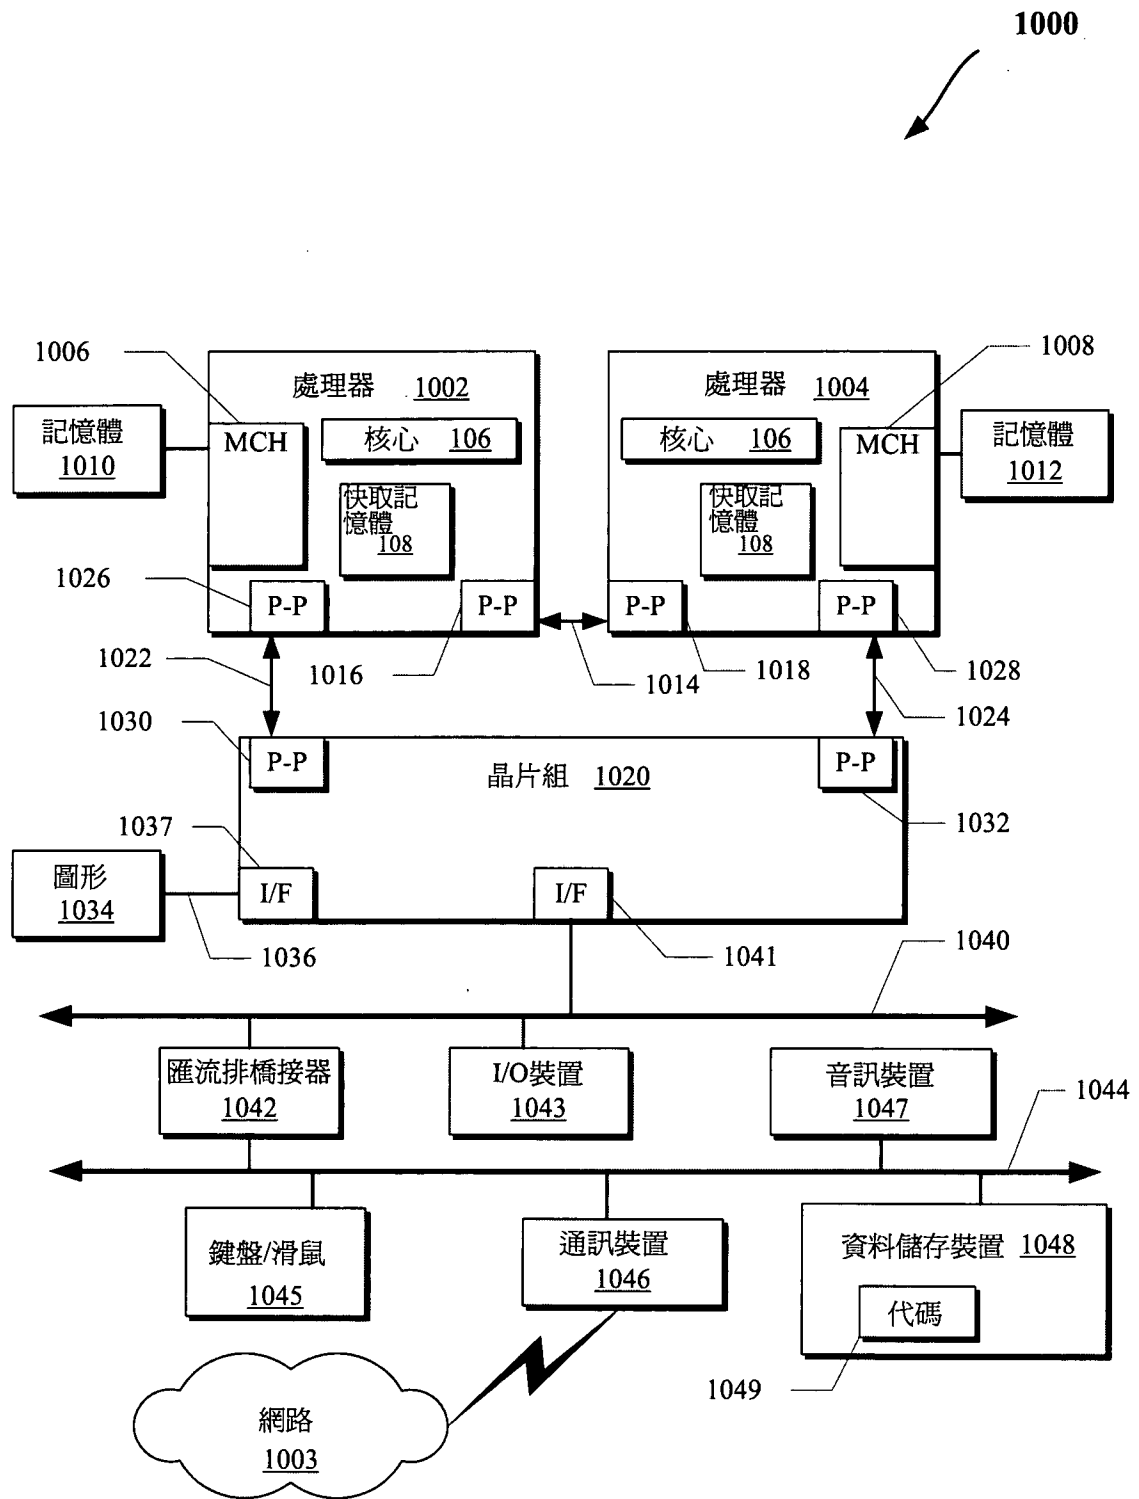 1000
1006
1008
處理器 1002
處理器 1004
記憶體
1010
MCH
核心 106
核心 106
MCH
記憶體
1012
快取記
憶體
108
快取記
憶體
108
1026
P-P
P-P
P-P
P-P
1022
1016
1014
1018
1028
1024
1030
P-P
晶片組 1020
P-P
1037
1032
圖形
1034
I/F
I/F
1036
1041
1040
匯流排橋接器
1042
I/O裝置
1043
音訊裝置
1047
1044
鍵盤/滑鼠
1045
通訊裝置
1046
資料儲存裝置 1048
代碼
1049
網路
1003